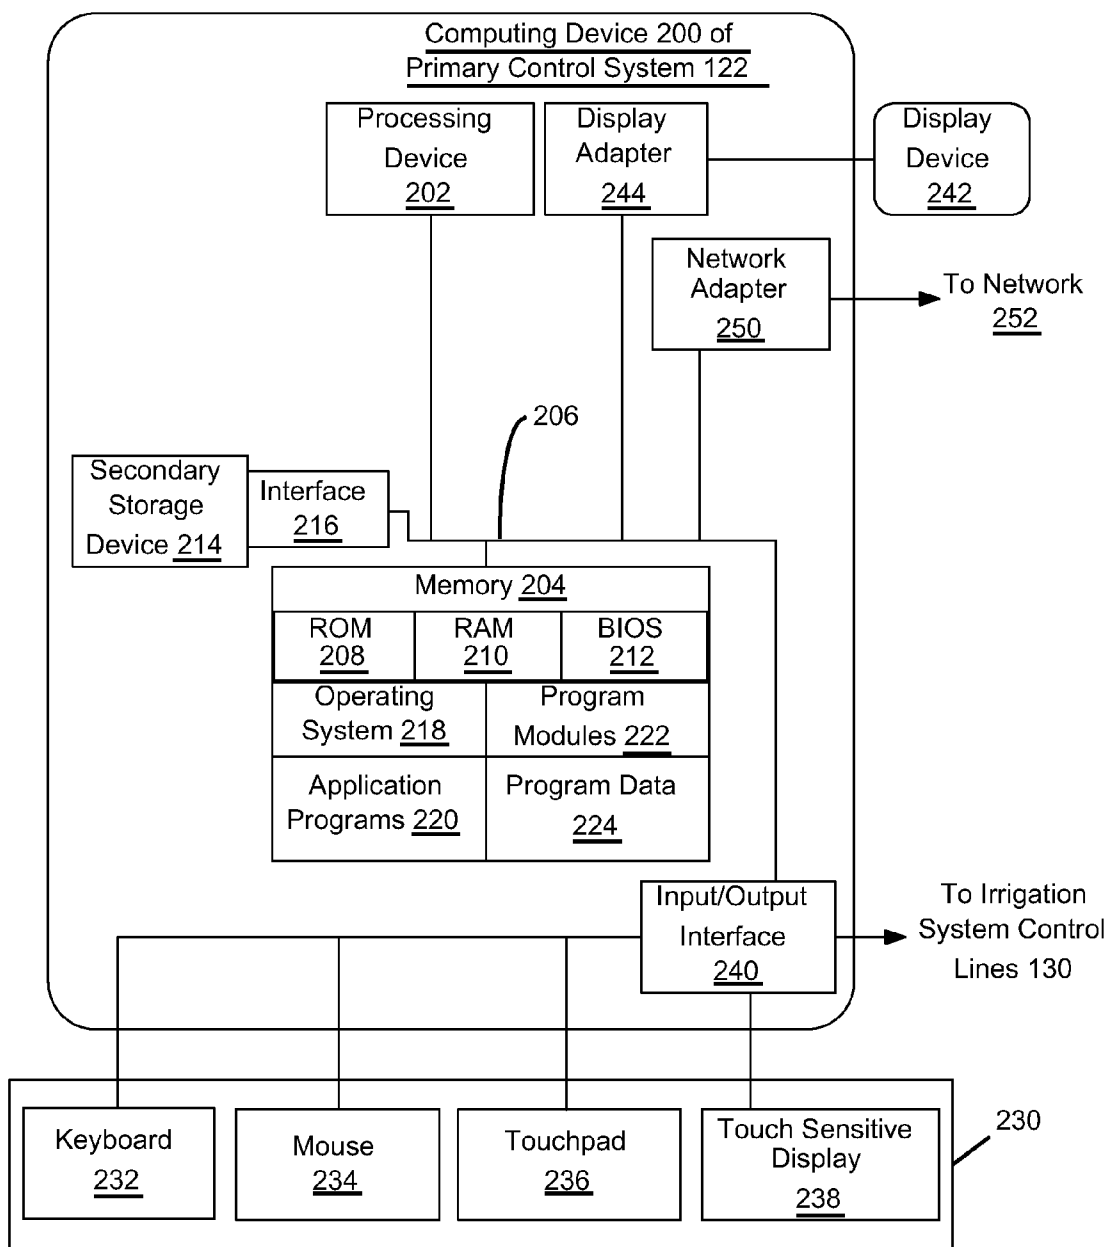 Computing Device 200 of
Primary Control System 122
Processing
Device
202
Display
Adapter
244
Display
Device
242
Network
Adapter
250
To Network
252
206
Secondary
Storage
Device 214
Interface
216
Memory 204
ROM
208
RAM
210
BIOS
212
Operating
System 218
Program
Modules 222
Application
Programs 220
Program Data
224
Input/Output
Interface
240
To Irrigation
System Control
Lines 130
Keyboard
232
Mouse
234
Touchpad
236
Touch Sensitive
Display
238
230